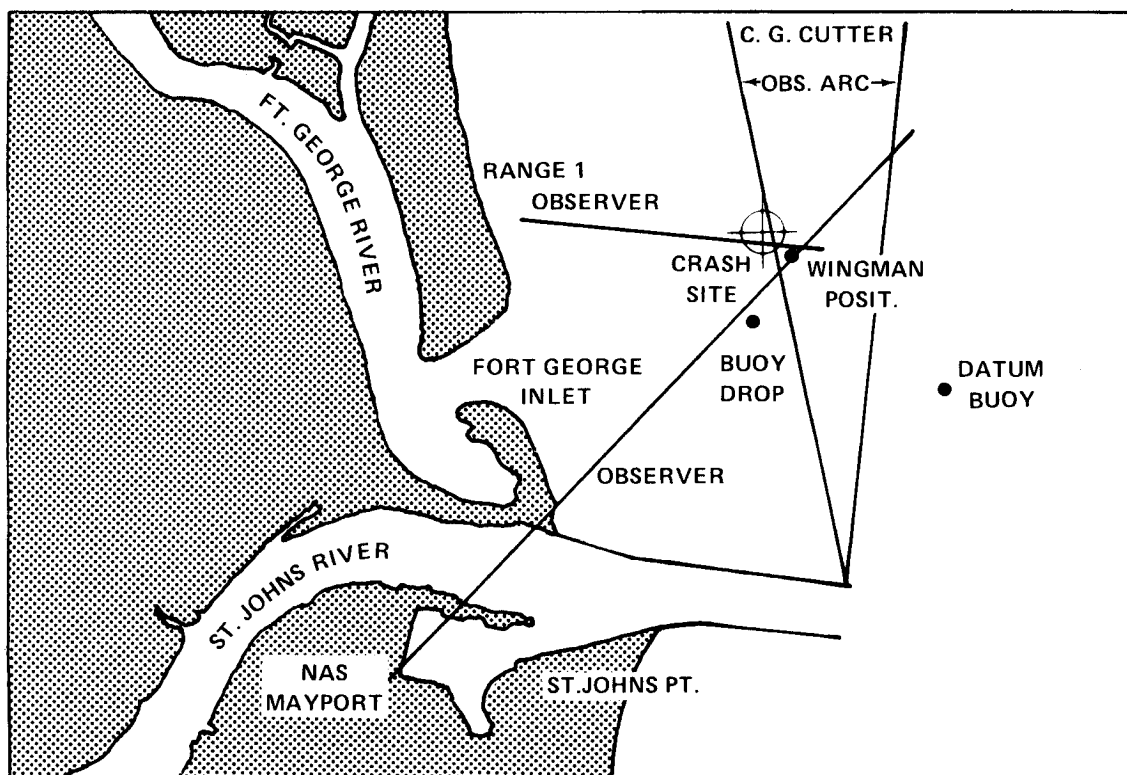 C. G. CUTTER
OBS. ARC
FT. GEORGE RIVER
RANGE 1
OBSERVER
CRASH
SITE
WINGMAN
POSIT.
BUOY
DROP
DATUM
BUOY
FORT GEORGE
INLET
OBSERVER
ST. JOHNS RIVER
NAS
MAYPORT
ST.JOHNS PT.